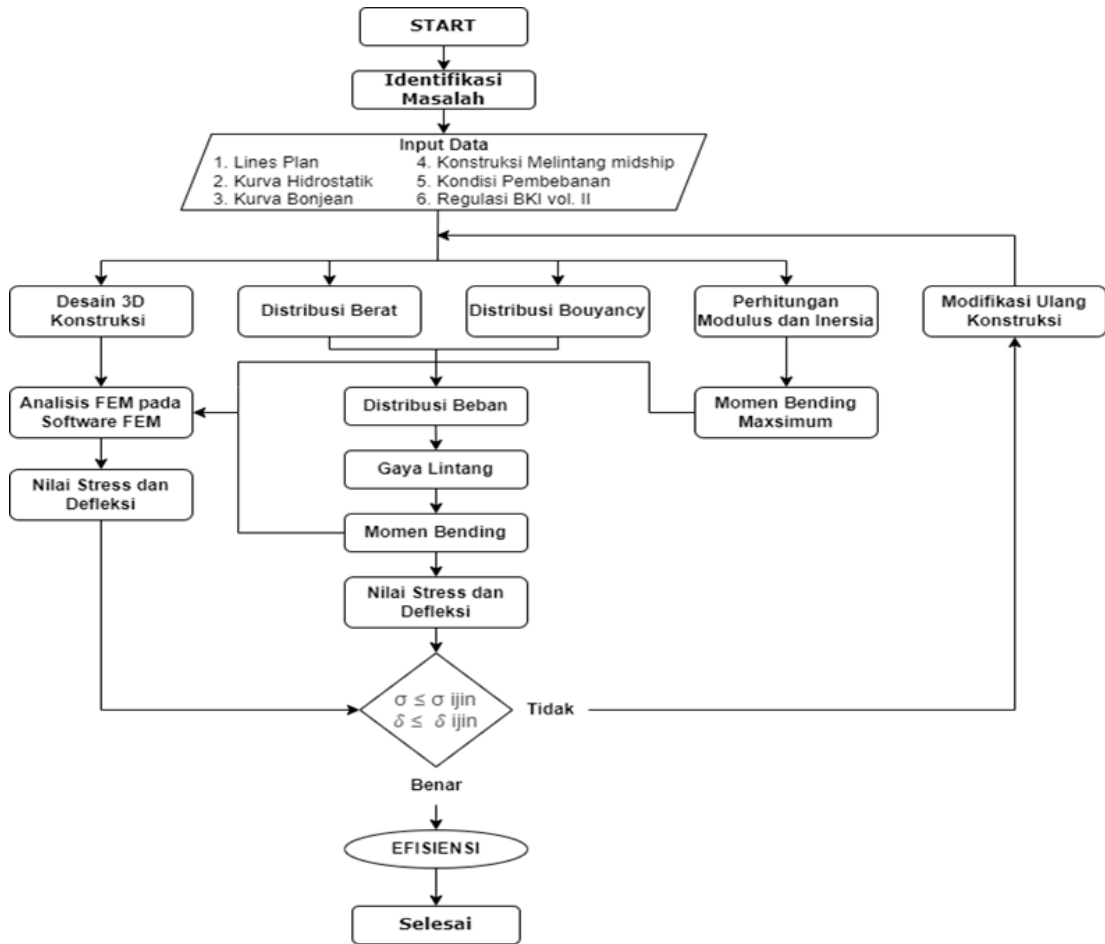 START
Identifikasi
Masalah
Input Data
1. Lines Plan
2. Kurva Hidrostatik
3. Kurva Bonjean
4. Konstruksi Melintang midship
5. Kondisi Pembebanan
6. Regulasi BKI vol. II
Desain 3D
Konstruksi
Distribusi Berat
Distribusi Bouyancy
Perhitungan
Modulus dan Inersia
Modifikasi Ulang
Konstruksi
Analisis FEM pada
Software FEM
Distribusi Beban
Momen Bending
Maxsimum
Nilai Stress dan
Defleksi
Gaya Lintang
Momen Bending
Nilai Stress dan
Defleksi
σ ≤ σ ijin
δ ≤ δ ijin
Tidak
Benar
EFISIENSI
Selesai